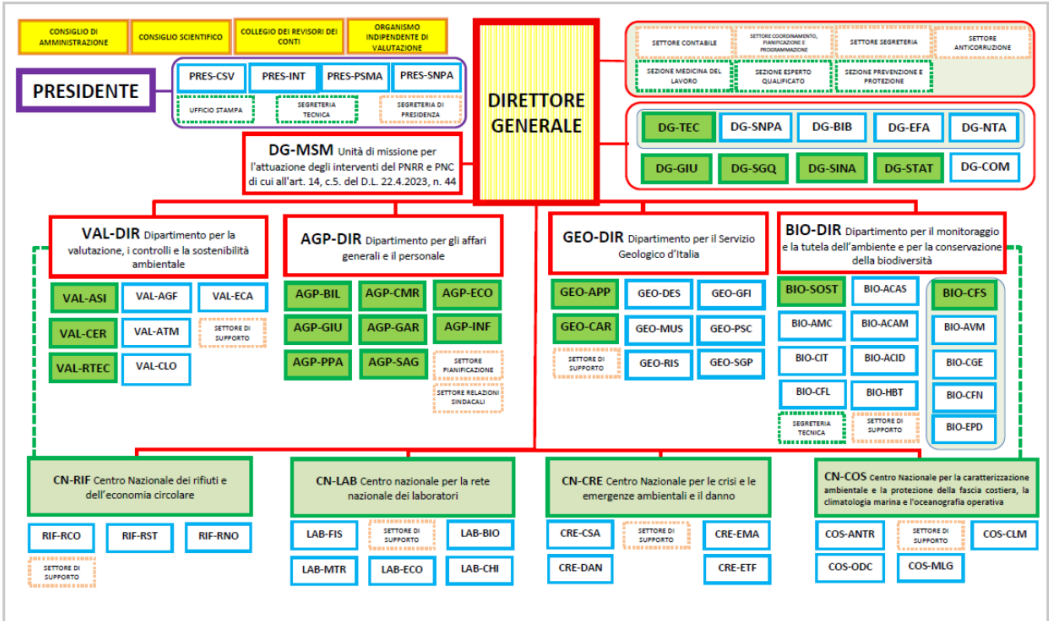 CONSIGLIO DI
AMMINISTRAZIONE
CONSIGLIO SCIENTIFICO
COLLEGIO DEI REVISORI DEI
CONTI
ORGANISMO
INDIPENDENTE DI
VALUTAZIONE
PRESIDENTE
PRES-CSV
PRES-INT
PRES-PSMA
PRES-SNPA
UFFICIO STAMPA
SEGRETERIA
TECNICA
SEGRETERIA DI
PRESIDENZA
DIRETTORE
GENERALE
SETTORE CONTABILE
SETTORE COORDINAMENTO,
PIANIFICAZIONE E
PROGRAMMAZIONE
SETTORE SEGRETERIA
SETTORE
ANTICORRUZIONE
SEZIONE MEDICINA DEL
LAVORO
SEZIONE ESPERTO
QUALIFICATO
SEZIONE PREVENZIONE E
PROTEZIONE
DG-TEC
DG-SNPA
DG-BIB
DG-EFA
DG-NTA
DG-GIU
DG-SGQ
DG-SINA
DG-STAT
DG-COM
DG-MSM Unità di missione per
l'attuazione degli interventi del PNRR e PNC
di cui all'art. 14, c.5. del D.L. 22.4.2023, n. 44
VAL-DIR Dipartimento per la
valutazione, i controlli e la sostenibilità
ambientale
VAL-ASI
VAL-AGF
VAL-ECA
VAL-CER
VAL-ATM
SETTORE DI
SUPPORTO
VAL-RTEC
VAL-CLO
AGP-DIR Dipartimento per gli affari
generali e il personale
AGP-BIL
AGP-CMR
AGP-ECO
AGP-GIU
AGP-GAR
AGP-INF
AGP-PPA
AGP-SAG
SETTORE
PIANIFICAZIONE
SETTORE RELAZIONI
SINDACALI
GEO-DIR Dipartimento per il Servizio
Geologico d'Italia
GEO-APP
GEO-DES
GEO-GFI
GEO-CAR
GEO-MUS
GEO-PSC
SETTORE DI
SUPPORTO
GEO-RIS
GEO-SGP
BIO-DIR Dipartimento per il monitoraggio
e la tutela dell'ambiente e per la conservazione
della biodiversità
BIO-SOST
BIO-ACAS
BIO-CFS
BIO-AMC
BIO-ACAM
BIO-AVM
BIO-CIT
BIO-ACID
BIO-CGE
BIO-CFL
BIO-HBT
BIO-CFN
SEGRETERIA
TECNICA
SETTORE DI
SUPPORTO
BIO-EPD
CN-RIF Centro Nazionale dei rifiuti e
dell'economia circolare
RIF-RCO
RIF-RST
RIF-RNO
SETTORE DI
SUPPORTO
CN-LAB Centro nazionale per la rete
nazionale dei laboratori
LAB-FIS
SETTORE DI
SUPPORTO
LAB-BIO
LAB-MTR
LAB-ECO
LAB-CHI
CN-CRE Centro Nazionale per le crisi e le
emergenze ambientali e il danno
CRE-CSA
SETTORE DI
SUPPORTO
CRE-EMA
CRE-DAN
CRE-ETF
CN-COS Centro Nazionale per la caratterizzazione
ambientale e la protezione della fascia costiera, la
climatologia marina e l'oceanografia operativa
COS-ANTR
SETTORE DI
SUPPORTO
COS-CLM
COS-ODC
COS-MLG